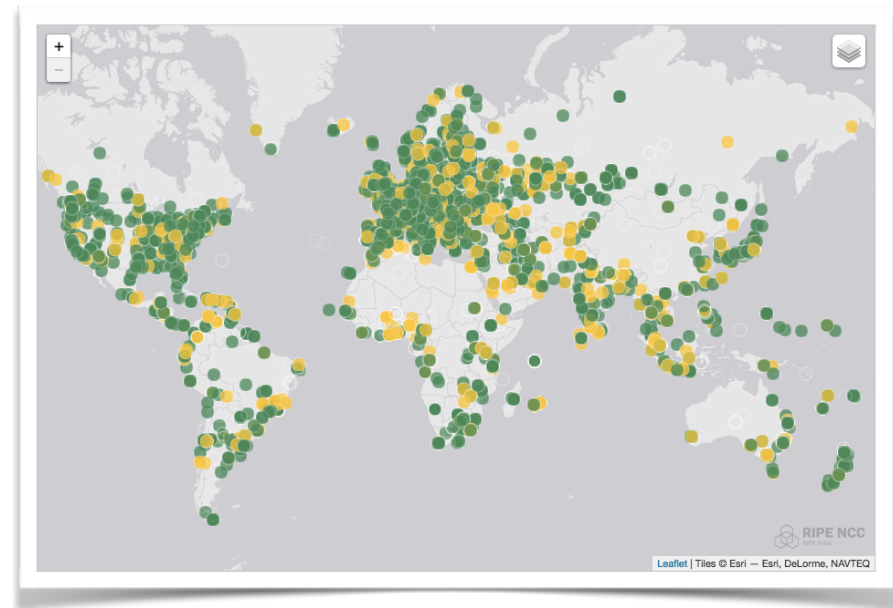 +
−
RIPE NCC
RIPE Atlas
Leaflet | Tiles © Esri — Esri, DeLorme, NAVTEQ